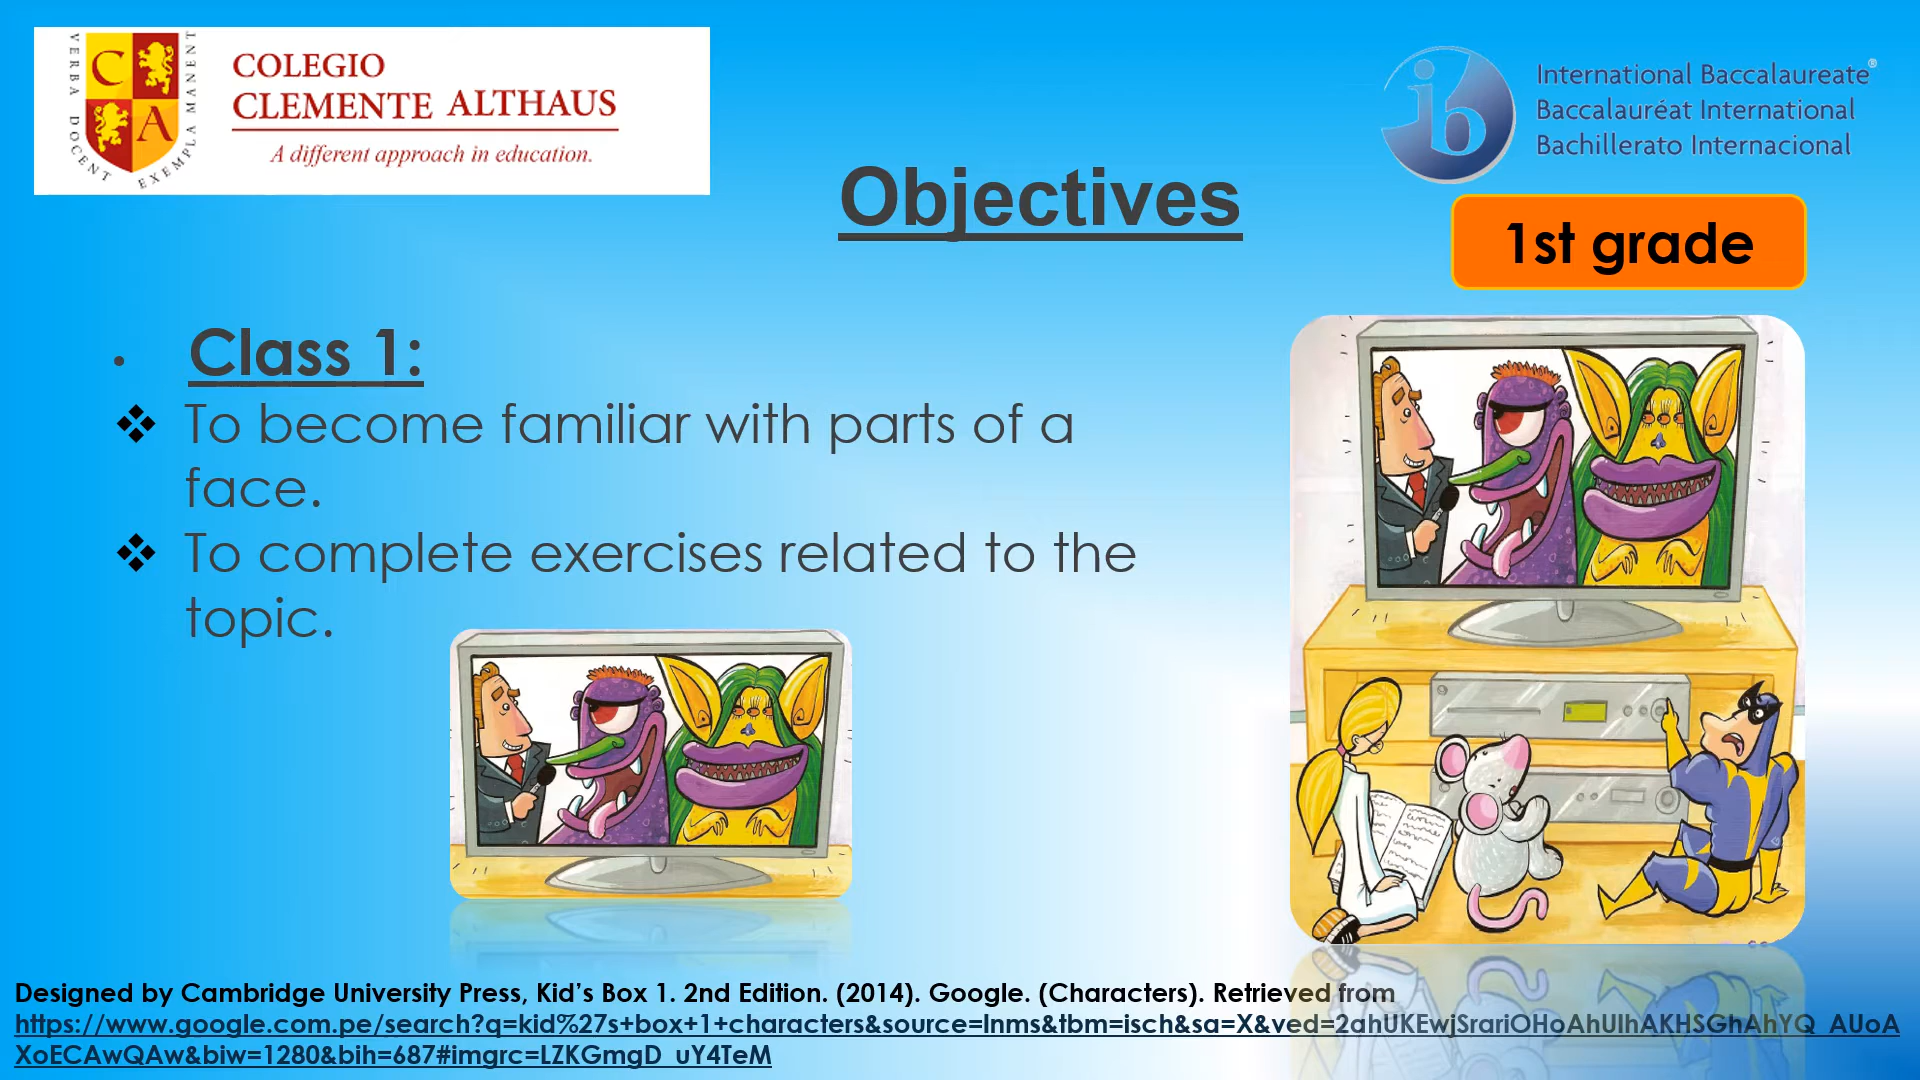 VERBA DOCENT EXEMPLA MANENT
C
A
COLEGIO
CLEMENTE ALTHAUS
A different approach in education.
ib
International Baccalaureate®
Baccalauréat International
Bachillerato Internacional
Objectives
1st grade
• Class 1:
❖ To become familiar with parts of a
face.
❖ To complete exercises related to the
topic.
Designed by Cambridge University Press, Kid’s Box 1. 2nd Edition. (2014). Google. (Characters). Retrieved from
https://www.google.com.pe/search?q=kid%27s+box+1+characters&source=lnms&tbm=isch&sa=X&ved=2ahUKEwjSrariOHoAhUIhAKHSGhAhYQ_AUoA
XoECAwQAw&biw=1280&bih=687#imgrc=LZKGmgD_uY4TeM